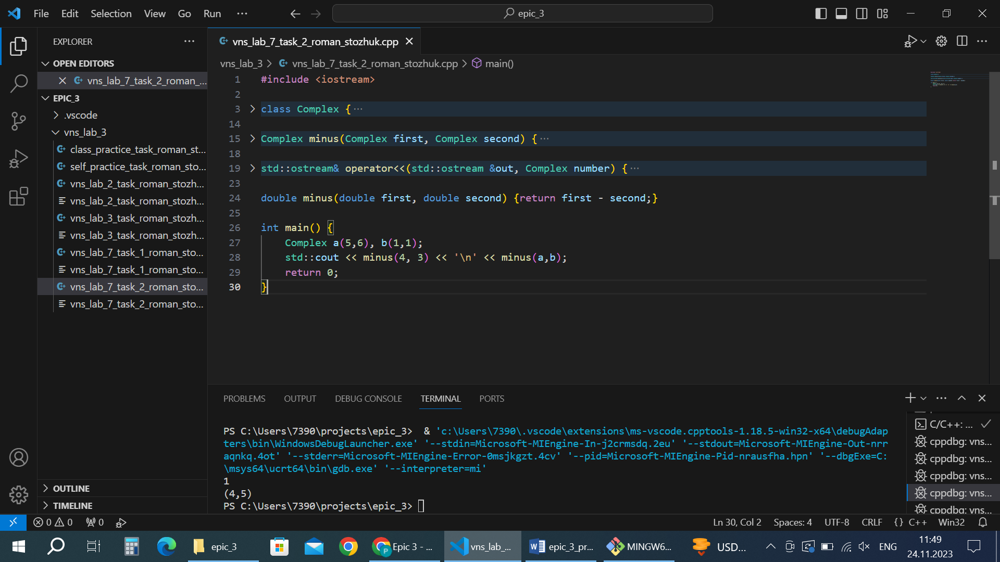 File Edit Selection View Go Run ···
epic_3
EXPLORER
OPEN EDITORS
vns_lab_7_task_2_roman_...
EPIC_3
.vscode
vns_lab_3
class_practice_task_roman_st...
self_practice_task_roman_sto...
vns_lab_2_task_roman_stozh...
vns_lab_2_task_roman_stozh...
vns_lab_3_task_roman_stozh...
vns_lab_3_task_roman_stozh...
vns_lab_7_task_1_roman_sto...
vns_lab_7_task_1_roman_sto...
vns_lab_7_task_2_roman_sto...
vns_lab_7_task_2_roman_sto...
OUTLINE
TIMELINE
vns_lab_7_task_2_roman_stozhuk.cpp
vns_lab_3 > vns_lab_7_task_2_roman_stozhuk.cpp > main()
1 #include <iostream>
2
3 > class Complex {···
14
15 > Complex minus(Complex first, Complex second) {···
18
19 > std::ostream& operator<<(std::ostream &out, Complex number) {···
23
24 double minus(double first, double second) {return first - second;}
25
26 int main() {
27 Complex a(5,6), b(1,1);
28 std::cout << minus(4, 3) << '\n' << minus(a,b);
29 return 0;
30 }
PROBLEMS OUTPUT DEBUG CONSOLE TERMINAL PORTS
PS C:\Users\7390\projects\epic_3> & 'c:\Users\7390\.vscode\extensions\ms-vscode.cpptools-1.18.5-win32-x64\debugAdap
ters\bin\WindowsDebugLauncher.exe' '--stdin=Microsoft-MIEngine-In-j2crmsdq.2eu' '--stdout=Microsoft-MIEngine-Out-nrr
aqnkq.4ot' '--stderr=Microsoft-MIEngine-Error-0msjkgzt.4cv' '--pid=Microsoft-MIEngine-Pid-nrausfha.hpn' '--dbgExe=C:
\msys64\ucrt64\bin\gdb.exe' '--interpreter=mi'
1
(4,5)
PS C:\Users\7390\projects\epic_3>
C/C++: ...
cppdbg: vns...
cppdbg: vns...
cppdbg: vns...
cppdbg: vns...
cppdbg: vns...
0 0 0
Ln 30, Col 2 Spaces: 4 UTF-8 CRLF {} C++ Win32
epic_3
Epic 3 - ...
vns_lab_...
epic_3_pr...
MINGW6...
USD...
ENG
11:49
24.11.2023